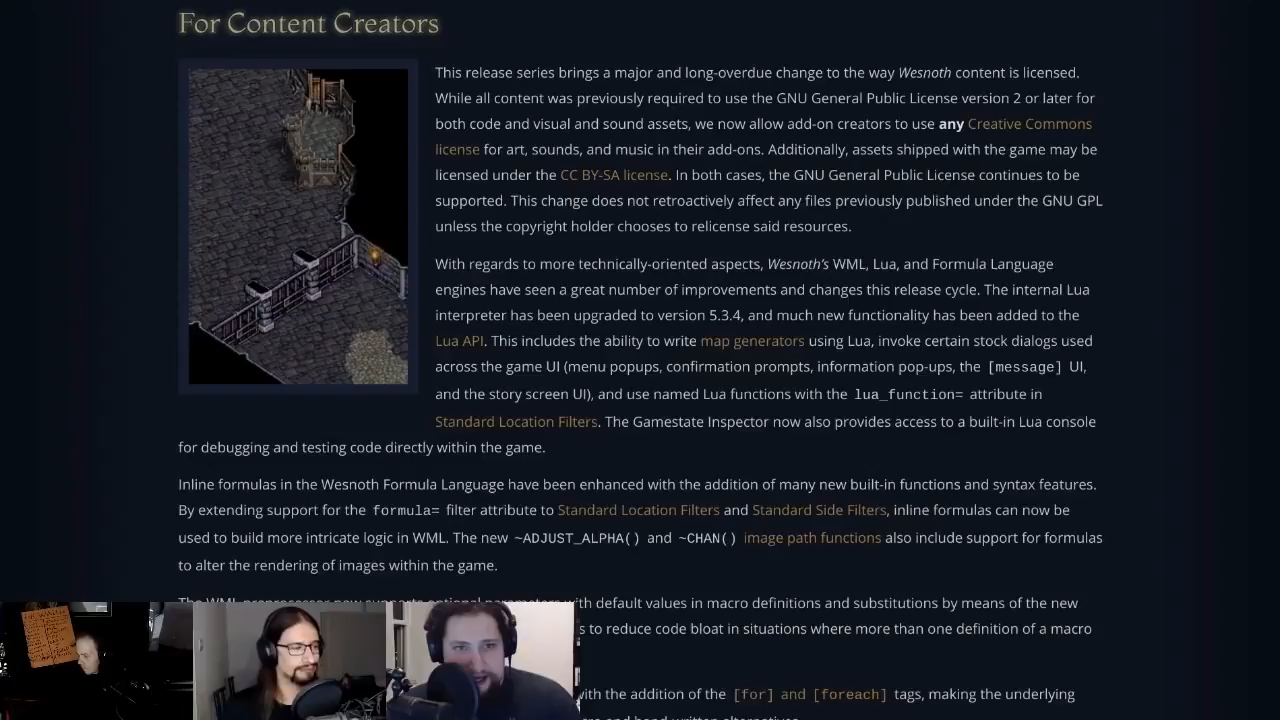 For Content Creators
This release series brings a major and long-overdue change to the way Wesnoth content is licensed.
While all content was previously required to use the GNU General Public License version 2 or later for
both code and visual and sound assets, we now allow add-on creators to use any Creative Commons
license for art, sounds, and music in their add-ons. Additionally, assets shipped with the game may be
licensed under the CC BY-SA license. In both cases, the GNU General Public License continues to be
supported. This change does not retroactively affect any files previously published under the GNU GPL
unless the copyright holder chooses to relicense said resources.
With regards to more technically-oriented aspects, Wesnoth's WML, Lua, and Formula Language
engines have seen a great number of improvements and changes this release cycle. The internal Lua
interpreter has been upgraded to version 5.3.4, and much new functionality has been added to the
Lua API. This includes the ability to write map generators using Lua, invoke certain stock dialogs used
across the game UI (menu popups, confirmation prompts, information pop-ups, the [message] UI,
and the story screen UI), and use named Lua functions with the lua_function= attribute in
Standard Location Filters. The Gamestate Inspector now also provides access to a built-in Lua console
for debugging and testing code directly within the game.
Inline formulas in the Wesnoth Formula Language have been enhanced with the addition of many new built-in functions and syntax features.
By extending support for the formula= filter attribute to Standard Location Filters and Standard Side Filters, inline formulas can now be
used to build more intricate logic in WML. The new ~ADJUST_ALPHA() and ~CHAN() image path functions also include support for formulas
to alter the rendering of images within the game.
The WML preprocessor now supports optional parameters with default values in macro definitions and substitutions by means of the new
to reduce code bloat in situations where more than one definition of a macro
with the addition of the [for] and [foreach] tags, making the underlying